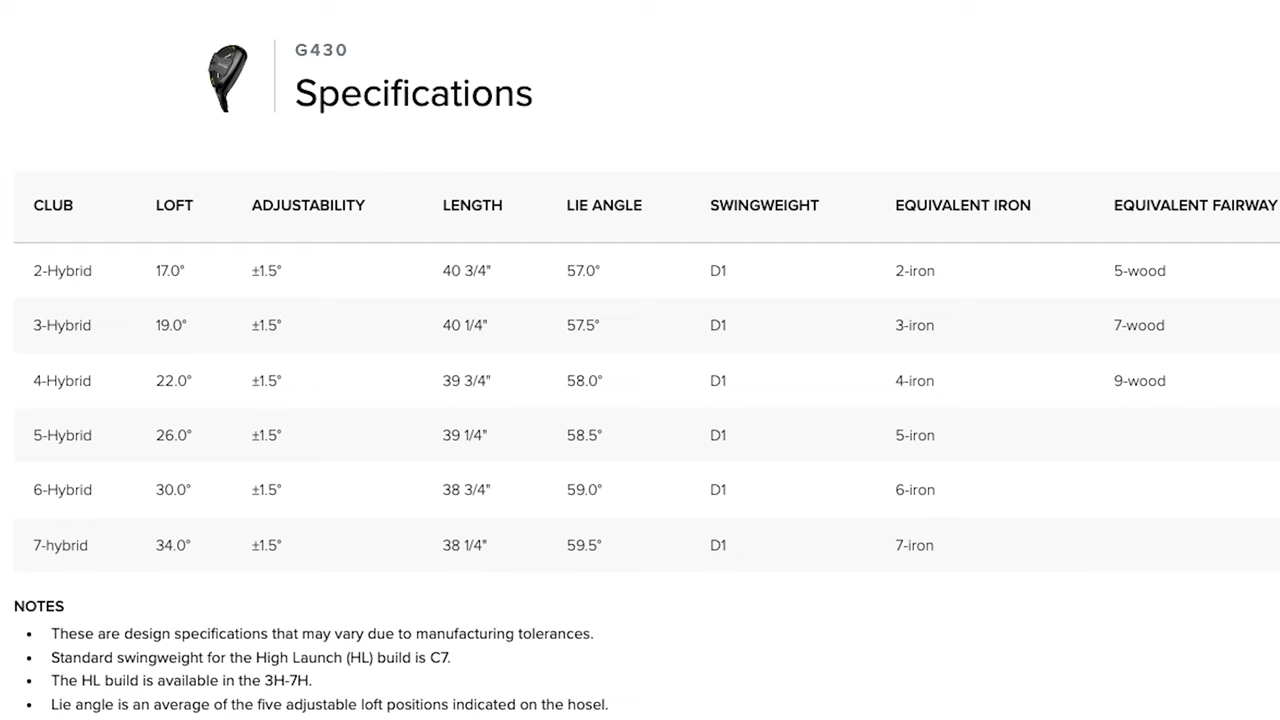 G430
Specifications
CLUB LOFT ADJUSTABILITY LENGTH LIE ANGLE SWINGWEIGHT EQUIVALENT IRON EQUIVALENT FAIRWAY
2-Hybrid 17.0° ±1.5° 40 3/4" 57.0° D1 2-iron 5-wood
3-Hybrid 19.0° ±1.5° 40 1/4" 57.5° D1 3-iron 7-wood
4-Hybrid 22.0° ±1.5° 39 3/4" 58.0° D1 4-iron 9-wood
5-Hybrid 26.0° ±1.5° 39 1/4" 58.5° D1 5-iron
6-Hybrid 30.0° ±1.5° 38 3/4" 59.0° D1 6-iron
7-hybrid 34.0° ±1.5° 38 1/4" 59.5° D1 7-iron
NOTES
• These are design specifications that may vary due to manufacturing tolerances.
• Standard swingweight for the High Launch (HL) build is C7.
• The HL build is available in the 3H-7H.
• Lie angle is an average of the five adjustable loft positions indicated on the hosel.